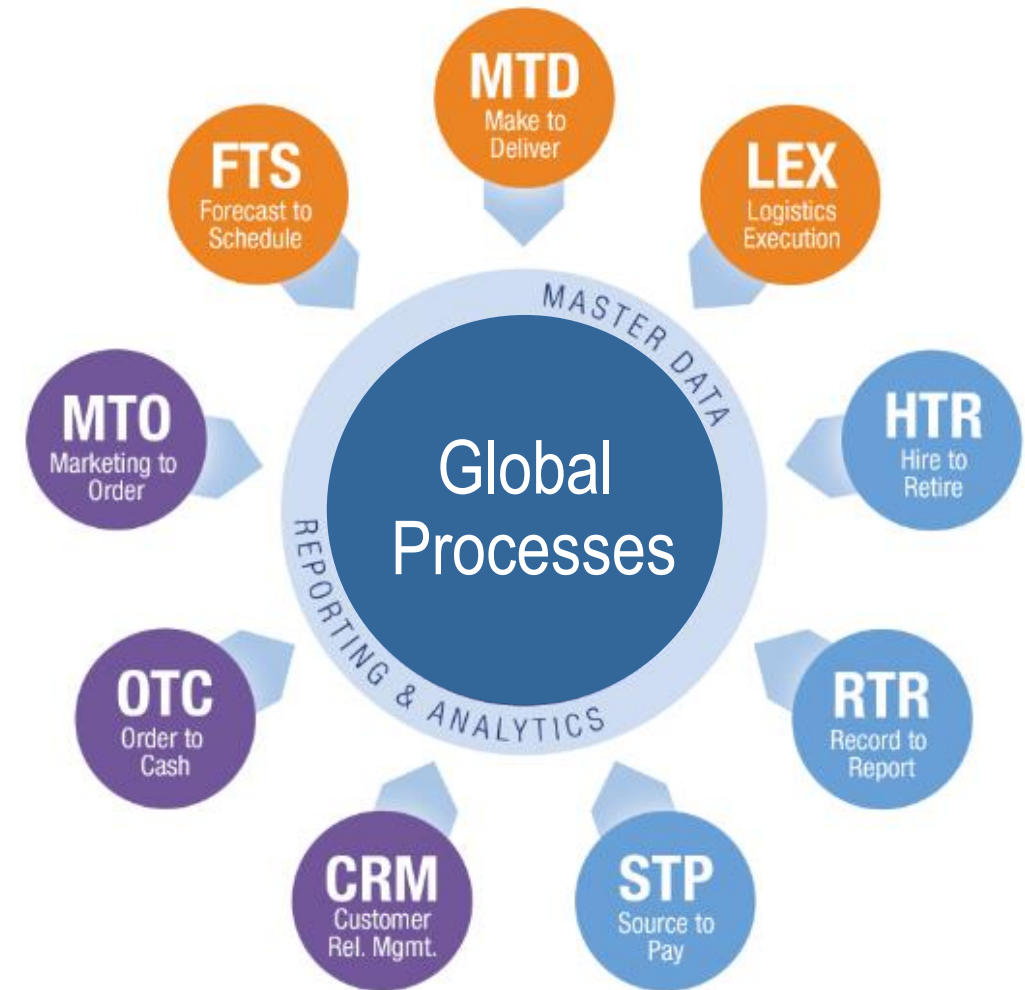 MTD
Make to
Deliver
FTS
Forecast to
Schedule
LEX
Logistics
Execution
MASTER DATA
MTO
Marketing to
Order
HTR
Hire to
Retire
Global
Processes
REPORTING & ANALYTICS
OTC
Order to
Cash
RTR
Record to
Report
CRM
Customer
Rel. Mgmt.
STP
Source to
Pay